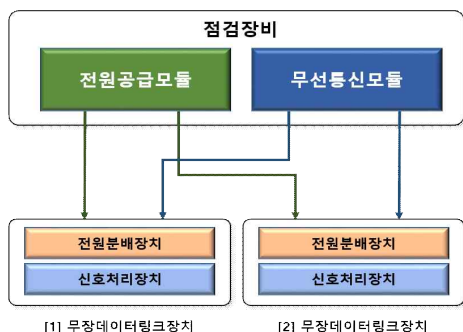 점검장비
전원공급모듈
무선통신모듈
전원분배장치
신호처리장치
전원분배장치
신호처리장치
[1] 무장데이터링크장치
[2] 무장데이터링크장치